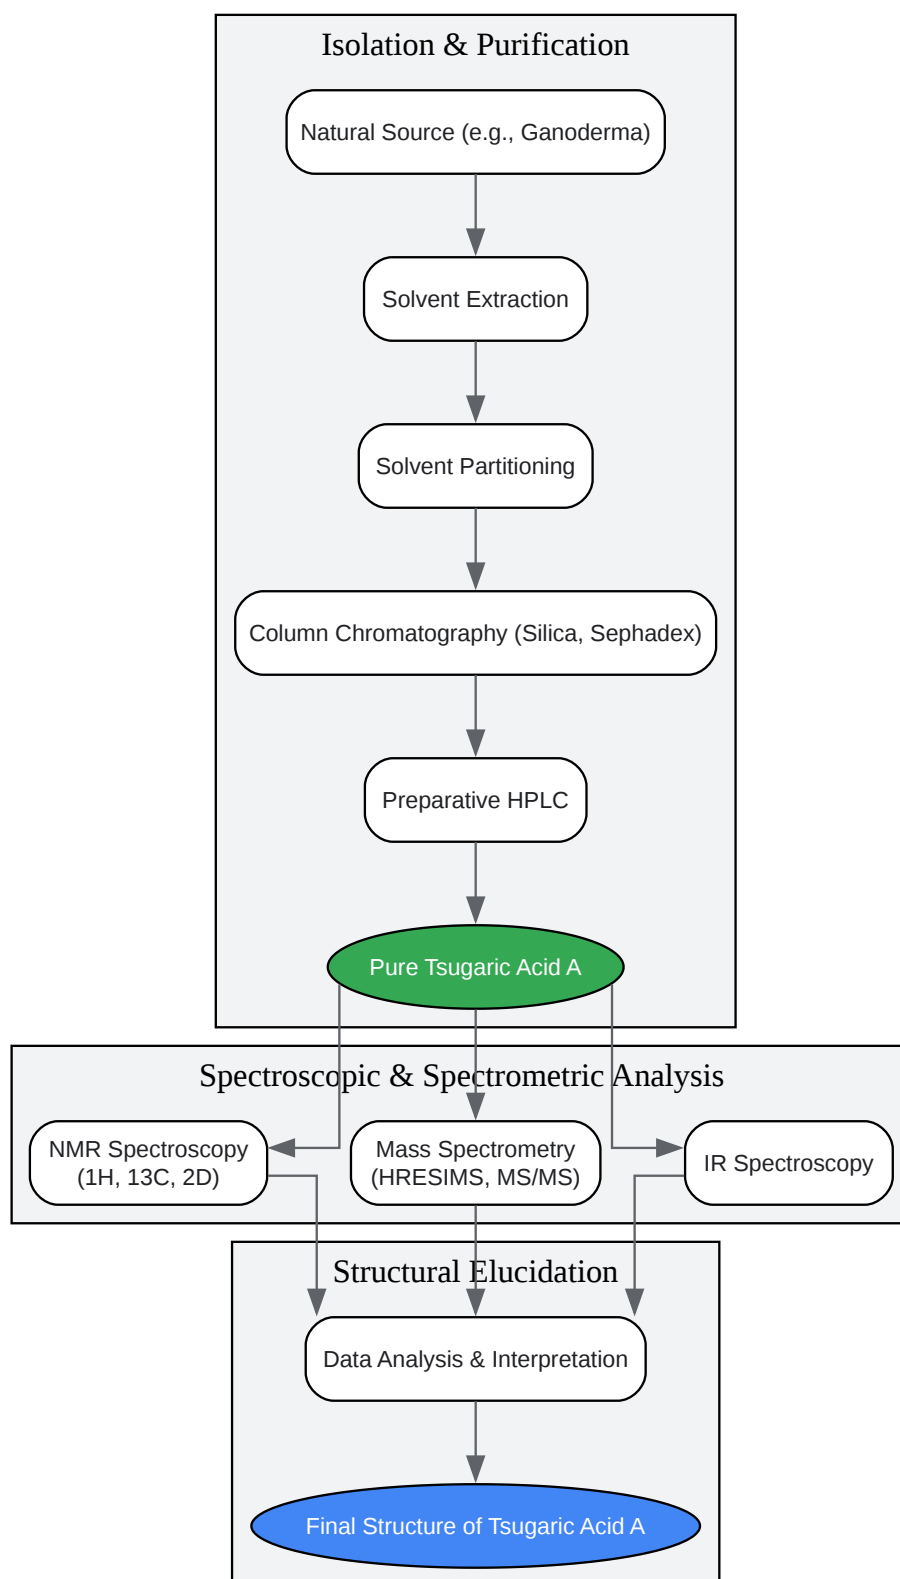 Isolation & Purification
Natural Source (e.g., Ganoderma)
Solvent Extraction
Solvent Partitioning
Column Chromatography (Silica, Sephadex)
Preparative HPLC
Pure Tsugaric Acid A
Spectroscopic & Spectrometric Analysis
NMR Spectroscopy
(1H, 13C, 2D)
Mass Spectrometry
(HRESIMS, MS/MS)
IR Spectroscopy
Structural Elucidation
Data Analysis & Interpretation
Final Structure of Tsugaric Acid A